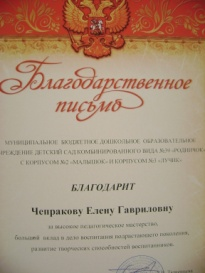 Благодарственное
письмо
МУНИЦИПАЛЬНОЕ БЮДЖЕТНОЕ ДОШКОЛЬНОЕ ОБРАЗОВАТЕЛЬНОЕ
УЧРЕЖДЕНИЕ ДЕТСКИЙ САД КОМБИНИРОВАННОГО ВИДА «РОДНИЧОК»
С КОРПУСОМ №2 «МАЛЫШОК» И КОРПУСОМ №3 «ЛУЧИК»
БЛАГОДАРИТ
Чепракову Елену Гавриловну
за высокое педагогическое мастерство,
большой вклад в дело воспитания подрастающего поколения,
развитие творческих способностей воспитанников